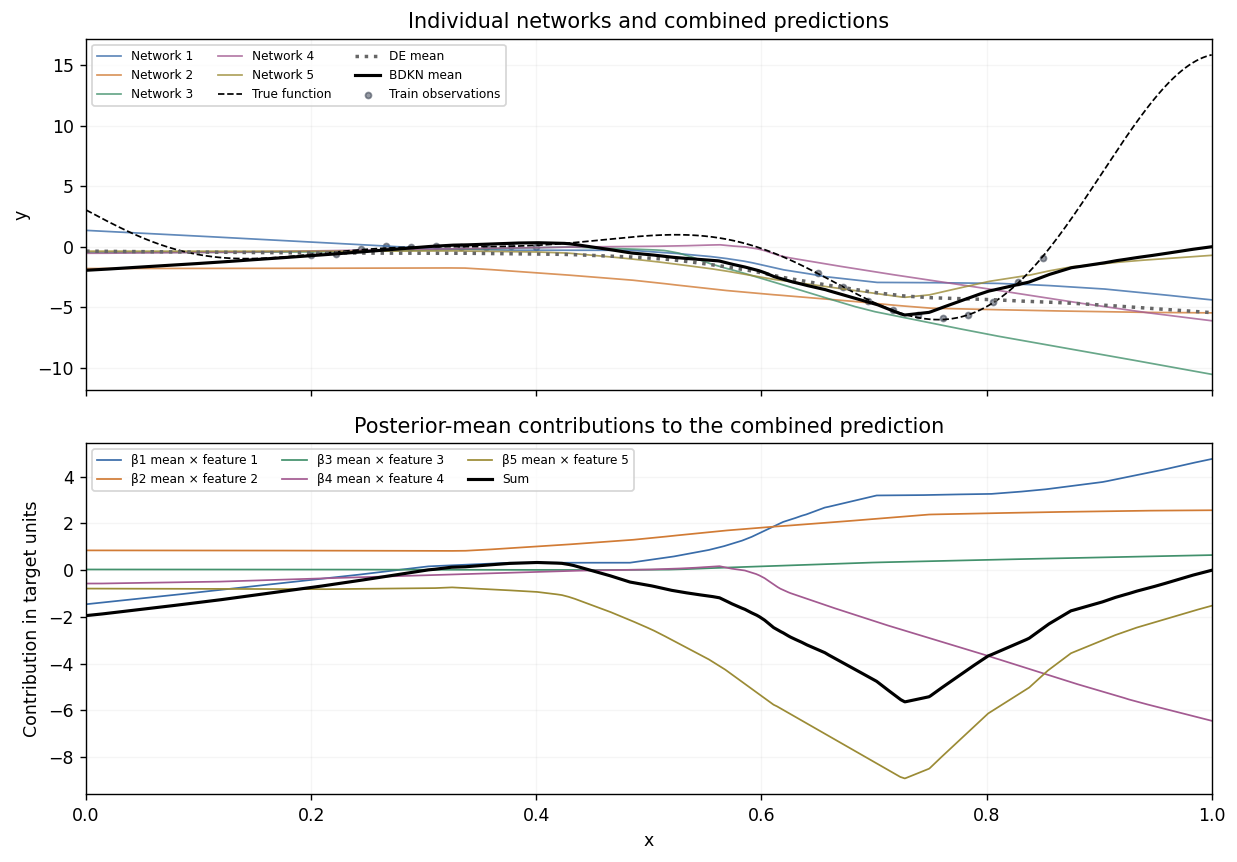 Individual networks and combined predictions
Network 1 Network 4 DE mean
Network 2 Network 5 BDKN mean
Network 3 True function Train observations
15
10
5
0
−5
−10
y
Posterior-mean contributions to the combined prediction
β1 mean × feature 1 β3 mean × feature 3 β5 mean × feature 5
β2 mean × feature 2 β4 mean × feature 4 Sum
4
2
0
−2
−4
−6
−8
Contribution in target units
0.0 0.2 0.4 0.6 0.8 1.0
x